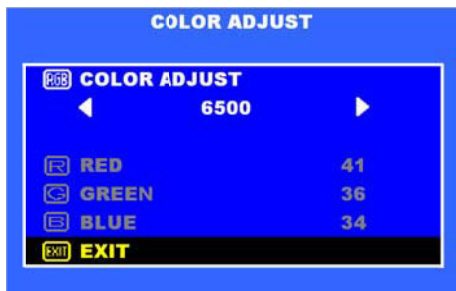 COLOR ADJUST
RGB COLOR ADJUST
6500
R RED 41
G GREEN 36
B BLUE 34
EXIT EXIT